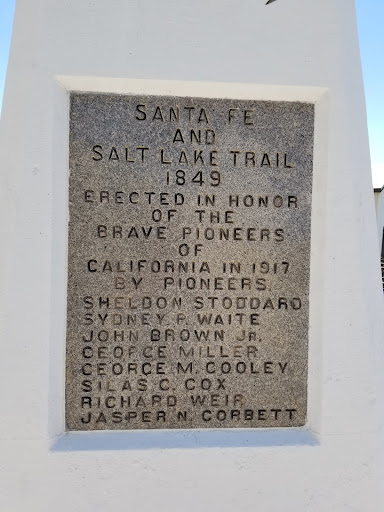 SANTA FE
AND
SALT LAKE TRAIL
1849
ERECTED IN HONOR
OF THE
BRAVE PIONEERS
OF
CALIFORNIA IN 1917
BY PIONEERS.
SHELDON STODDARD
SYDNEY P. WAITE
JOHN BROWN JR.
GEORGE MILLER
GEORGE M. COOLEY
SILAS C. COX
RICHARD WEIR
JASPER N. CORBETT